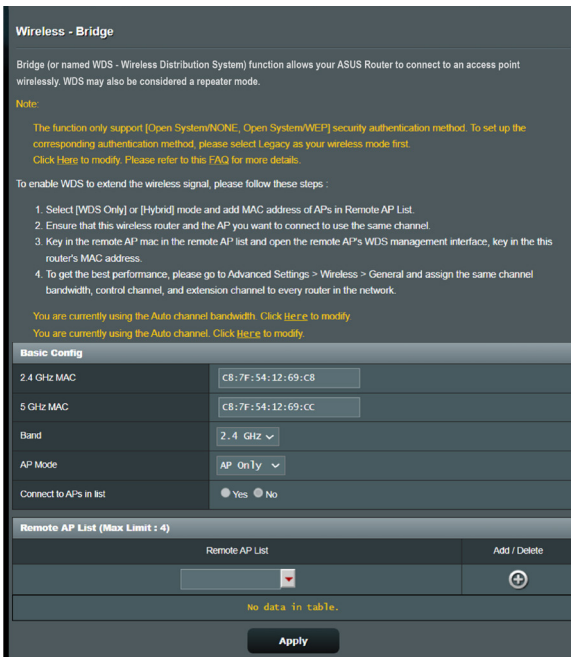 Wireless - Bridge
Bridge (or named WDS - Wireless Distribution System) function allows your ASUS Router to connect to an access point
wirelessly. WDS may also be considered a repeater mode.
Note:
The function only support [Open System/NONE, Open System/WEP] security authentication method. To set up the
corresponding authentication method, please select Legacy as your wireless mode first.
Click Here to modify. Please refer to this FAQ for more details.
To enable WDS to extend the wireless signal, please follow these steps :
1. Select [WDS Only] or [Hybrid] mode and add MAC address of APs in Remote AP List.
2. Ensure that this wireless router and the AP you want to connect to use the same channel.
3. Key in the remote AP mac in the remote AP list and open the remote AP's WDS management interface, key in the this
router's MAC address.
4. To get the best performance, please go to Advanced Settings > Wireless > General and assign the same channel
bandwidth, control channel, and extension channel to every router in the network.
You are currently using the Auto channel bandwidth. Click Here to modify.
You are currently using the Auto channel. Click Here to modify.
Basic Config
2.4 GHz MAC C8:7F:54:12:69:C8
5 GHz MAC C8:7F:54:12:69:CC
Band 2.4 GHz
AP Mode AP Only
Connect to APs in list Yes No
Remote AP List (Max Limit : 4)
Remote AP List Add / Delete
No data in table.
Apply